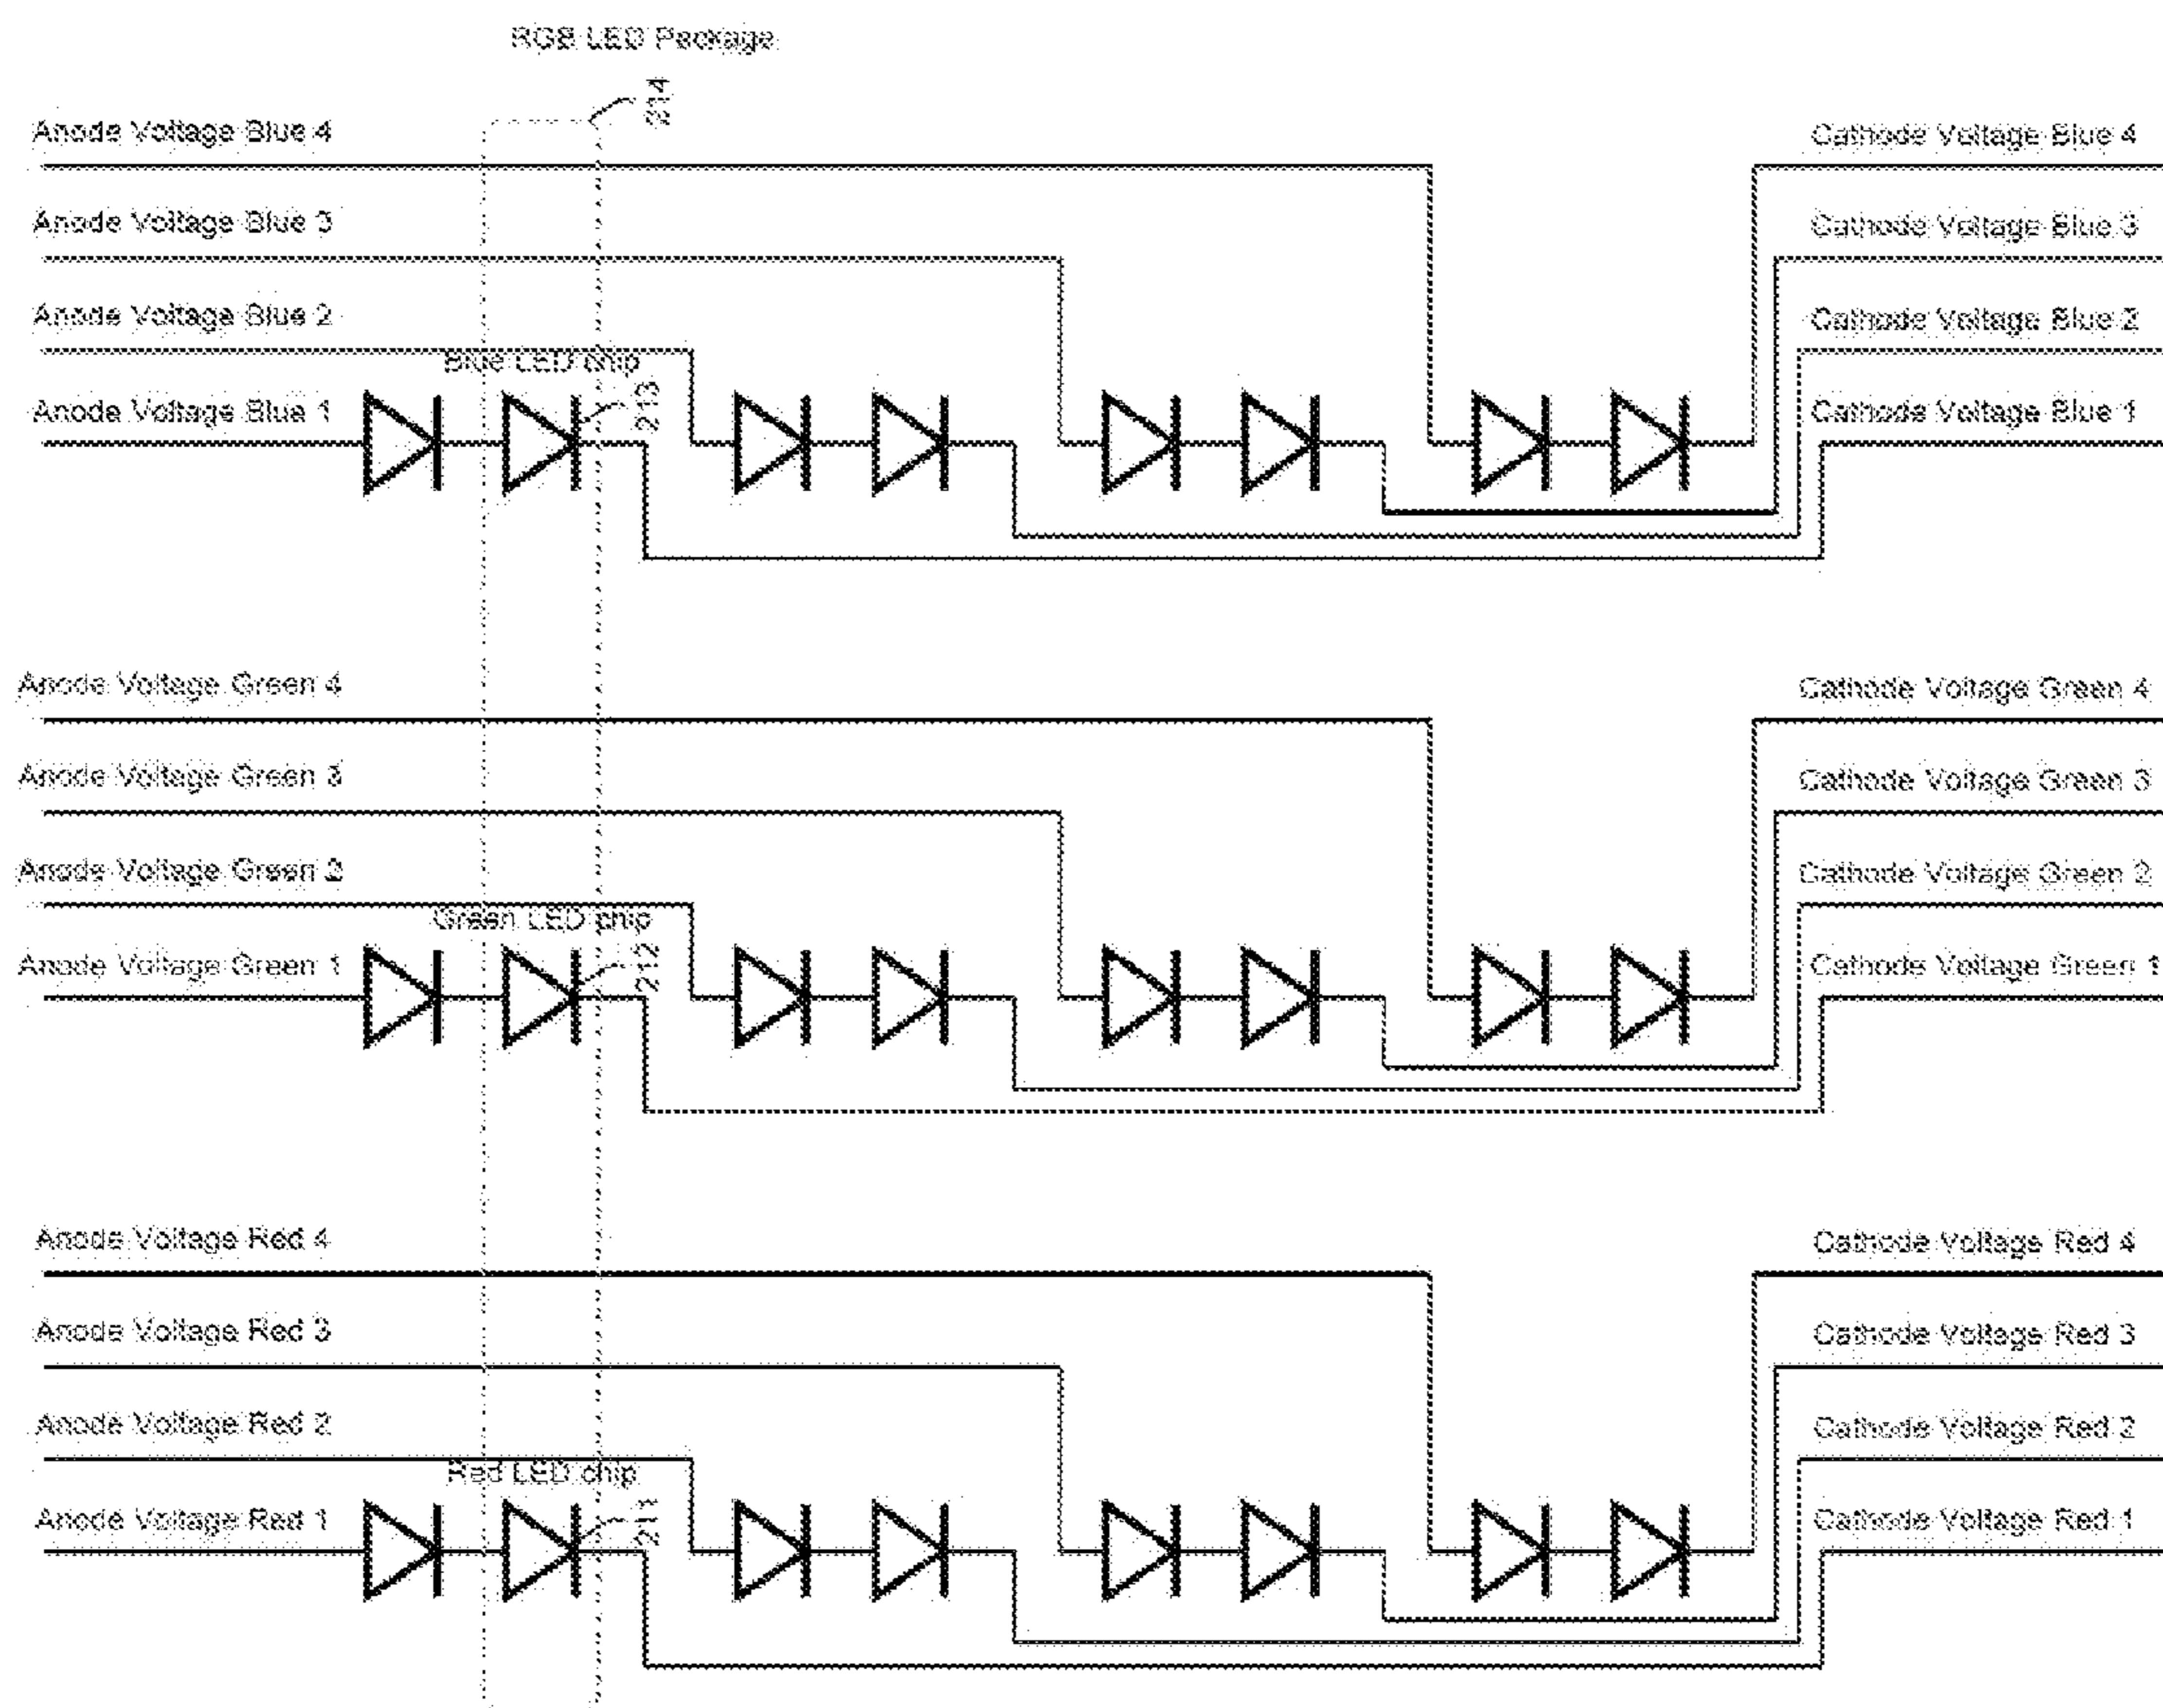 RGB LED Package
214
Anode Voltage Blue 4
Cathode Voltage Blue 4
Anode Voltage Blue 3
Cathode Voltage Blue 3
Anode Voltage Blue 2
Cathode Voltage Blue 2
Blue LED chip
213
Anode Voltage Blue 1
Cathode Voltage Blue 1
Anode Voltage Green 4
Cathode Voltage Green 4
Anode Voltage Green 3
Cathode Voltage Green 3
Anode Voltage Green 2
Cathode Voltage Green 2
Green LED chip
212
Anode Voltage Green 1
Cathode Voltage Green 1
Anode Voltage Red 4
Cathode Voltage Red 4
Anode Voltage Red 3
Cathode Voltage Red 3
Anode Voltage Red 2
Cathode Voltage Red 2
Red LED chip
211
Anode Voltage Red 1
Cathode Voltage Red 1